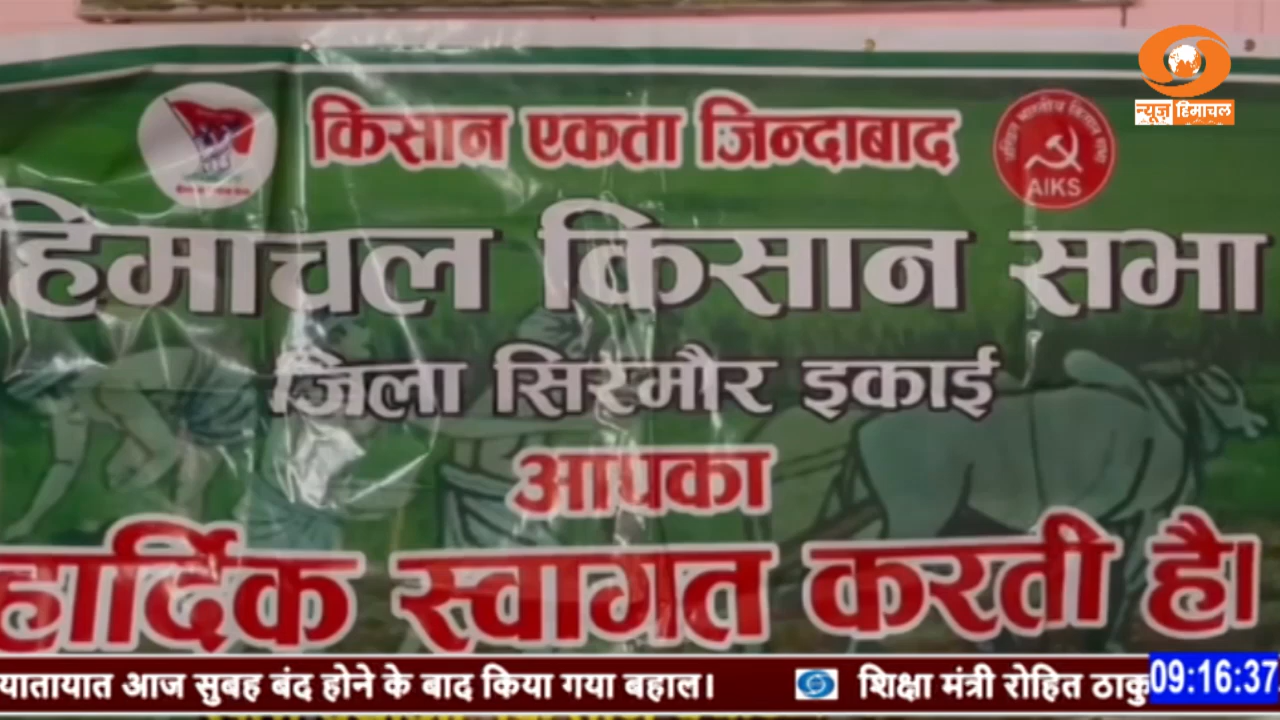 न्यूज़ हिमाचल
किसान एकता जिन्दाबाद
AIKS
हिमाचल किसान सभा
जिला सिरमौर इकाई
आपका
हार्दिक स्वागत करती है।
यातायात आज सुबह बंद होने के बाद किया गया बहाल। शिक्षा मंत्री रोहित ठाकु
09:16:37